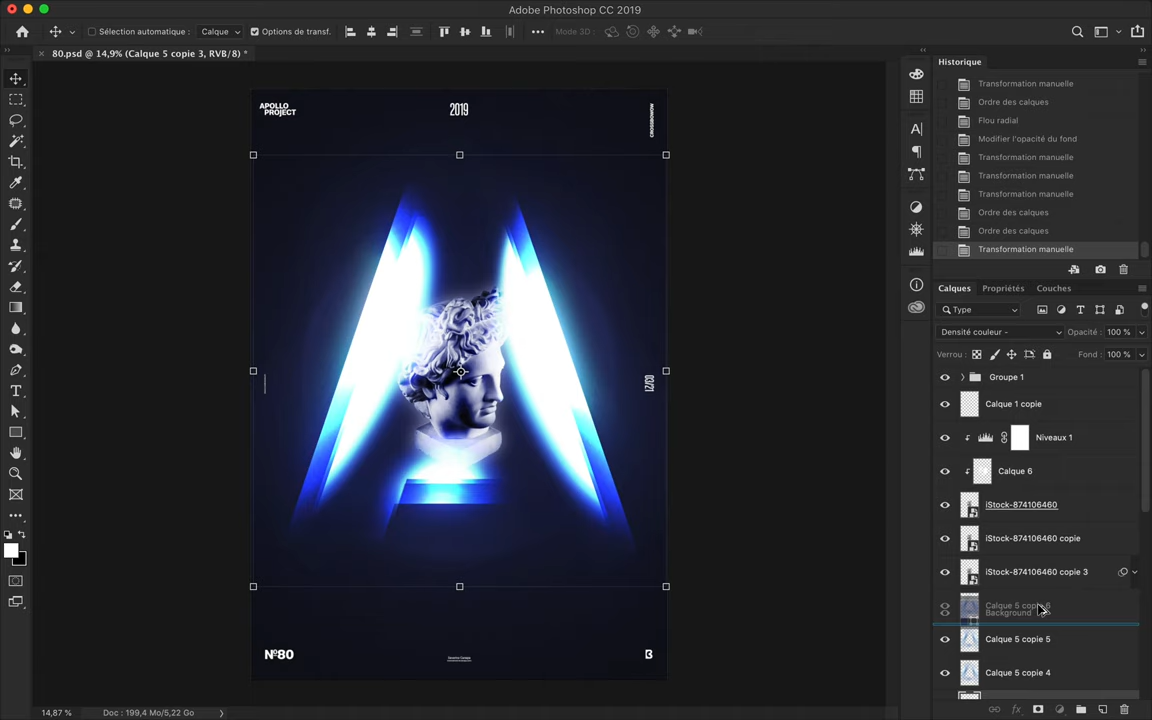 Adobe Photoshop CC 2019
Sélection automatique :
Calque
Options de transf.
Mode 3D :
80.psd @ 14,9% (Calque 5 copie 3, RVB/8) *
APOLLO
PROJECT
2019
03/21
Nº80
B
Historique
Transformation manuelle
Ordre des calques
Flou radial
Modifier l'opacité du fond
Transformation manuelle
Transformation manuelle
Transformation manuelle
Ordre des calques
Ordre des calques
Transformation manuelle
Calques
Propriétés
Couches
Type
Densité couleur -
Opacité :
100 %
Verrou :
Fond :
100 %
Groupe 1
Calque 1 copie
Niveaux 1
Calque 6
iStock-874106460
iStock-874106460 copie
iStock-874106460 copie 3
Calque 5 copie 6
Background
Calque 5 copie 5
Calque 5 copie 4
14,87 %
Doc : 199,4 Mo/5,22 Go